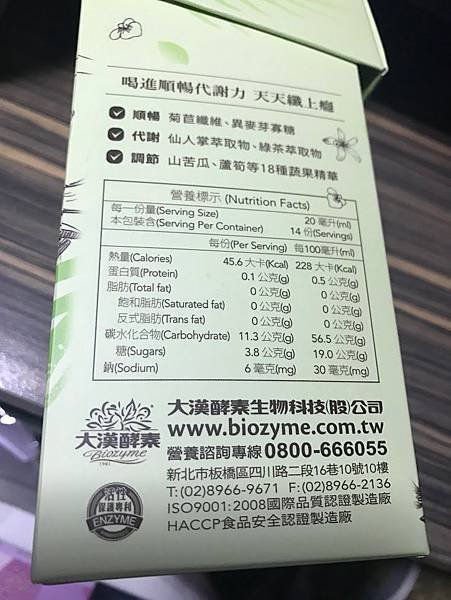 喝進順暢代謝力 天天纖上癮
順暢 菊苣纖維、異麥芽寡糖
代謝 仙人掌萃取物、綠茶萃取物
調節 山苦瓜、蘆筍等18種蔬果精華
營養標示 (Nutrition Facts)
每一份量(Serving Size) 20 毫升(ml)
本包裝含(Serving Per Container) 14 份(Servings)
每份(Per Serving) 每100毫升(ml)
熱量(Calories) 45.6 大卡(Kcal) 228 大卡(Kcal)
蛋白質(Protein) 0.1 公克(g) 0.5 公克(g)
脂肪(Total fat) 0 公克(g) 0 公克(g)
飽和脂肪(Saturated fat) 0 公克(g) 0 公克(g)
反式脂肪(Trans fat) 0 公克(g) 0 公克(g)
碳水化合物(Carbohydrate) 11.3 公克(g) 56.5 公克(g)
糖(Sugars) 3.8 公克(g) 19.0 公克(g)
鈉(Sodium) 6 毫克(mg) 30 毫克(mg)
大漢酵素
Biozyme
1981
大漢酵素生物科技(股)公司
www.biozyme.com.tw
營養諮詢專線 0800-666055
新北市板橋區四川路二段16巷10號10樓
T:(02)8966-9671 F:(02)8966-2136
ISO9001:2008國際品質認證製造廠
HACCP食品安全認證製造廠
活性
保護專利
ENZYME